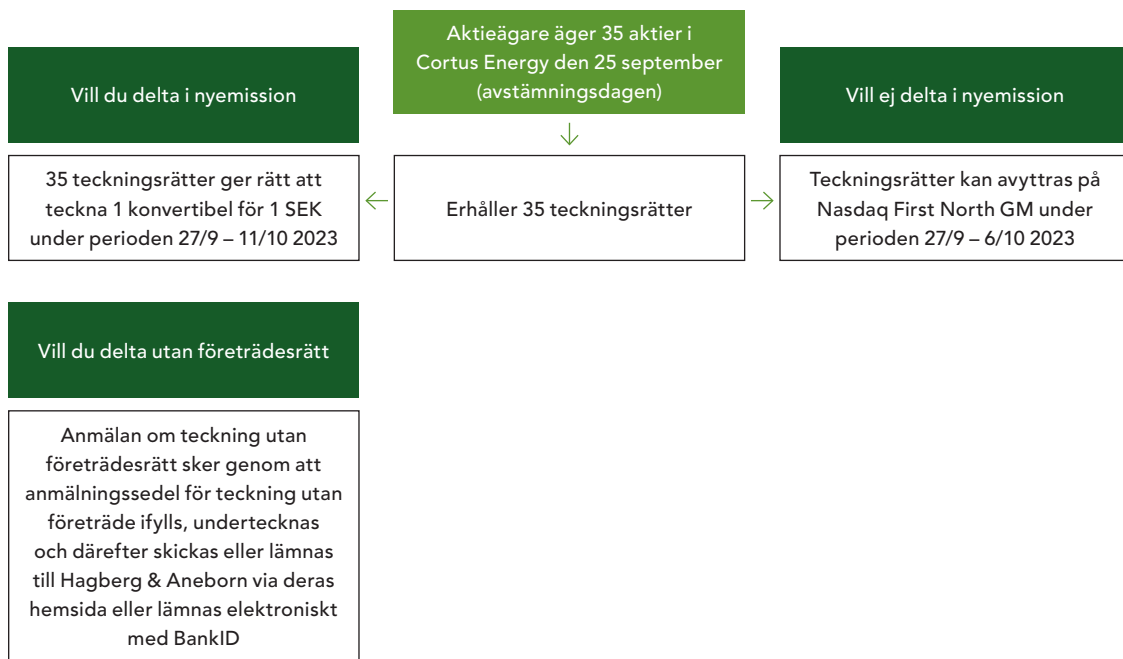 Aktieägare äger 35 aktier i
Cortus Energy den 25 september
(avstämningsdagen)
Vill du delta i nyemission
Vill ej delta i nyemission
35 teckningsrätter ger rätt att
teckna 1 konvertibel för 1 SEK
under perioden 27/9 – 11/10 2023
Erhåller 35 teckningsrätter
Teckningsrätter kan avyttras på
Nasdaq First North GM under
perioden 27/9 – 6/10 2023
Vill du delta utan företrädesrätt
Anmälan om teckning utan
företrädesrätt sker genom att
anmälningssedel för teckning utan
företräde ifylls, undertecknas
och därefter skickas eller lämnas
till Hagberg & Aneborn via deras
hemsida eller lämnas elektroniskt
med BankID